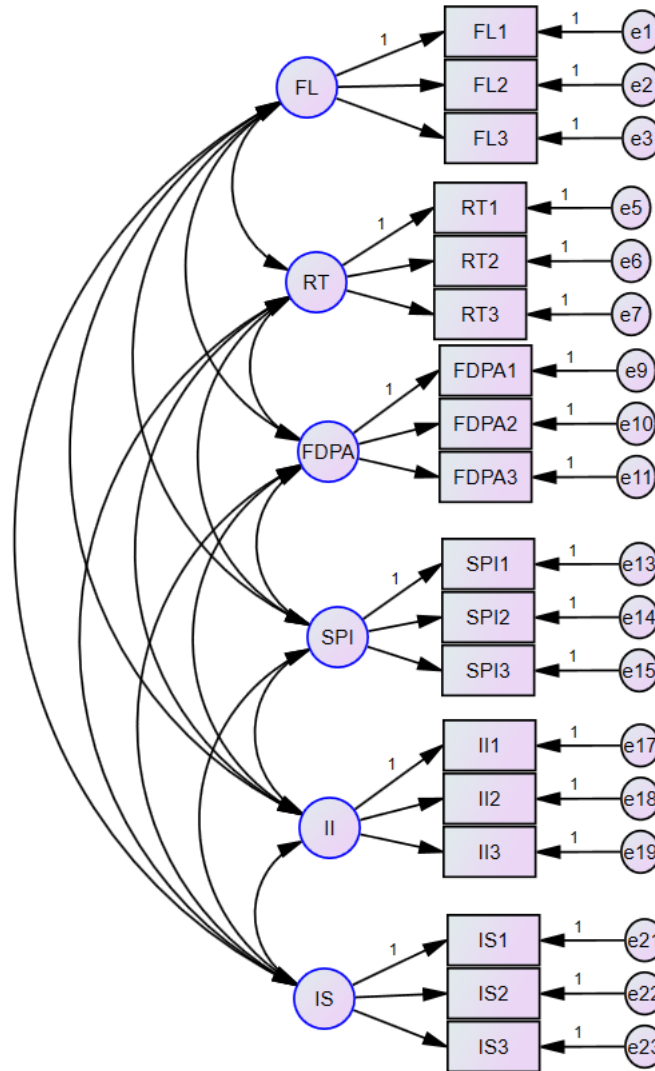 FL1 1 e1
1
FL FL2 1 e2
FL3 1 e3
RT1 1 e5
1
RT RT2 1 e6
RT3 1 e7
FDPA1 1 e9
1
FDPA FDPA2 1 e10
FDPA3 1 e11
SPI1 1 e13
1
SPI SPI2 1 e14
SPI3 1 e15
II1 1 e17
1
II II2 1 e18
II3 1 e19
IS1 1 e21
1
IS IS2 1 e22
IS3 1 e23